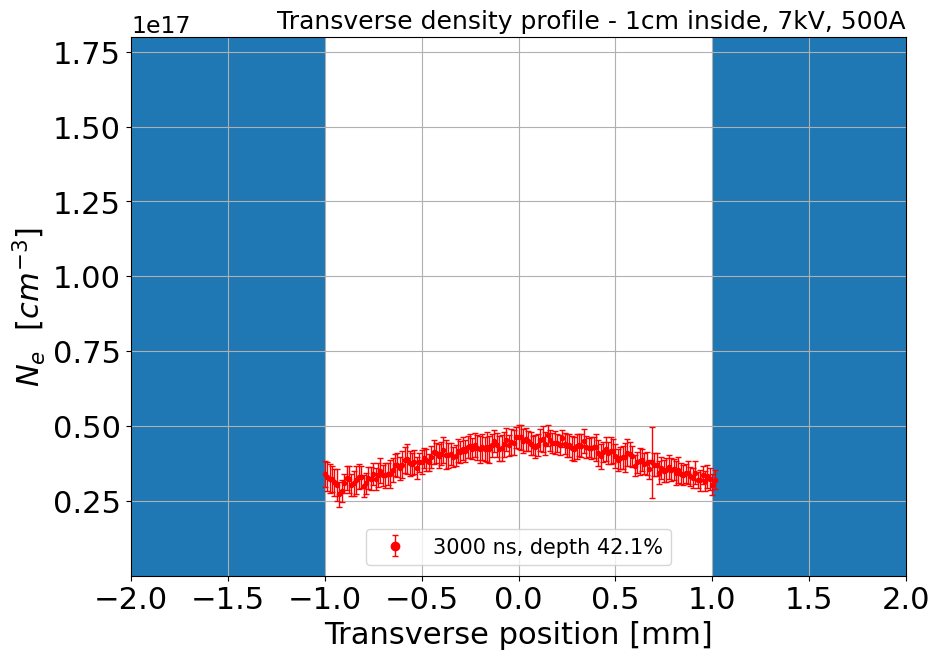 1e17
Transverse density profile - 1cm inside, 7kV, 500A
1.75
1.50
1.25
1.00
0.75
0.50
0.25
N_e [cm^{-3}]
3000 ns, depth 42.1%
−2.0 −1.5 −1.0 −0.5 0.0 0.5 1.0 1.5 2.0
Transverse position [mm]